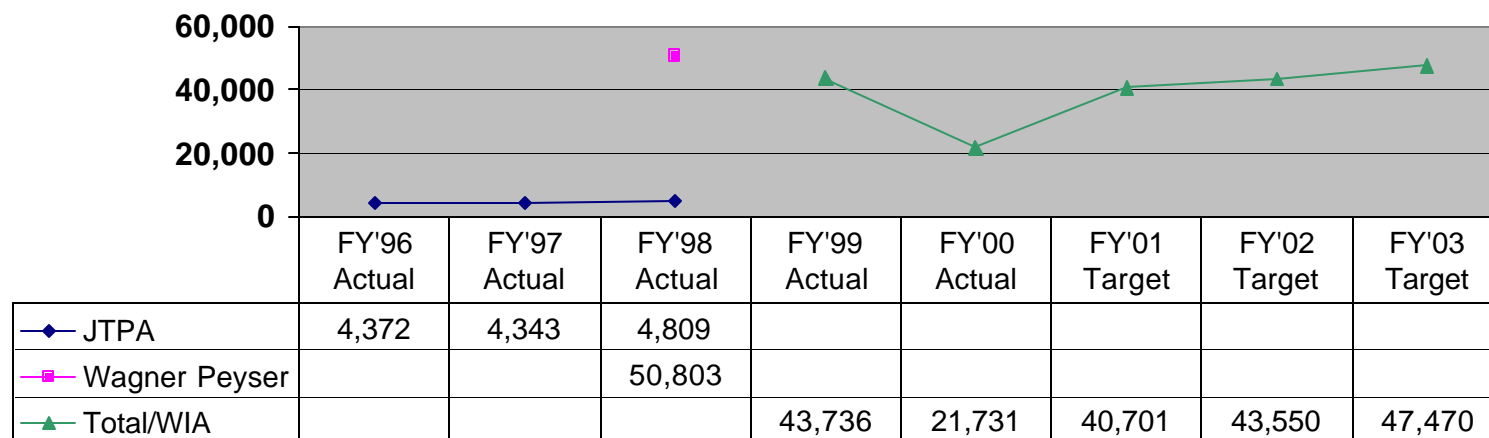 60,000
40,000
20,000
0
FY'96 FY'97 FY'98 FY'99 FY'00 FY'01 FY'02 FY'03
Actual Actual Actual Actual Actual Target Target Target
JTPA 4,372 4,343 4,809
Wagner Peyser 50,803
Total/WIA 43,736 21,731 40,701 43,550 47,470